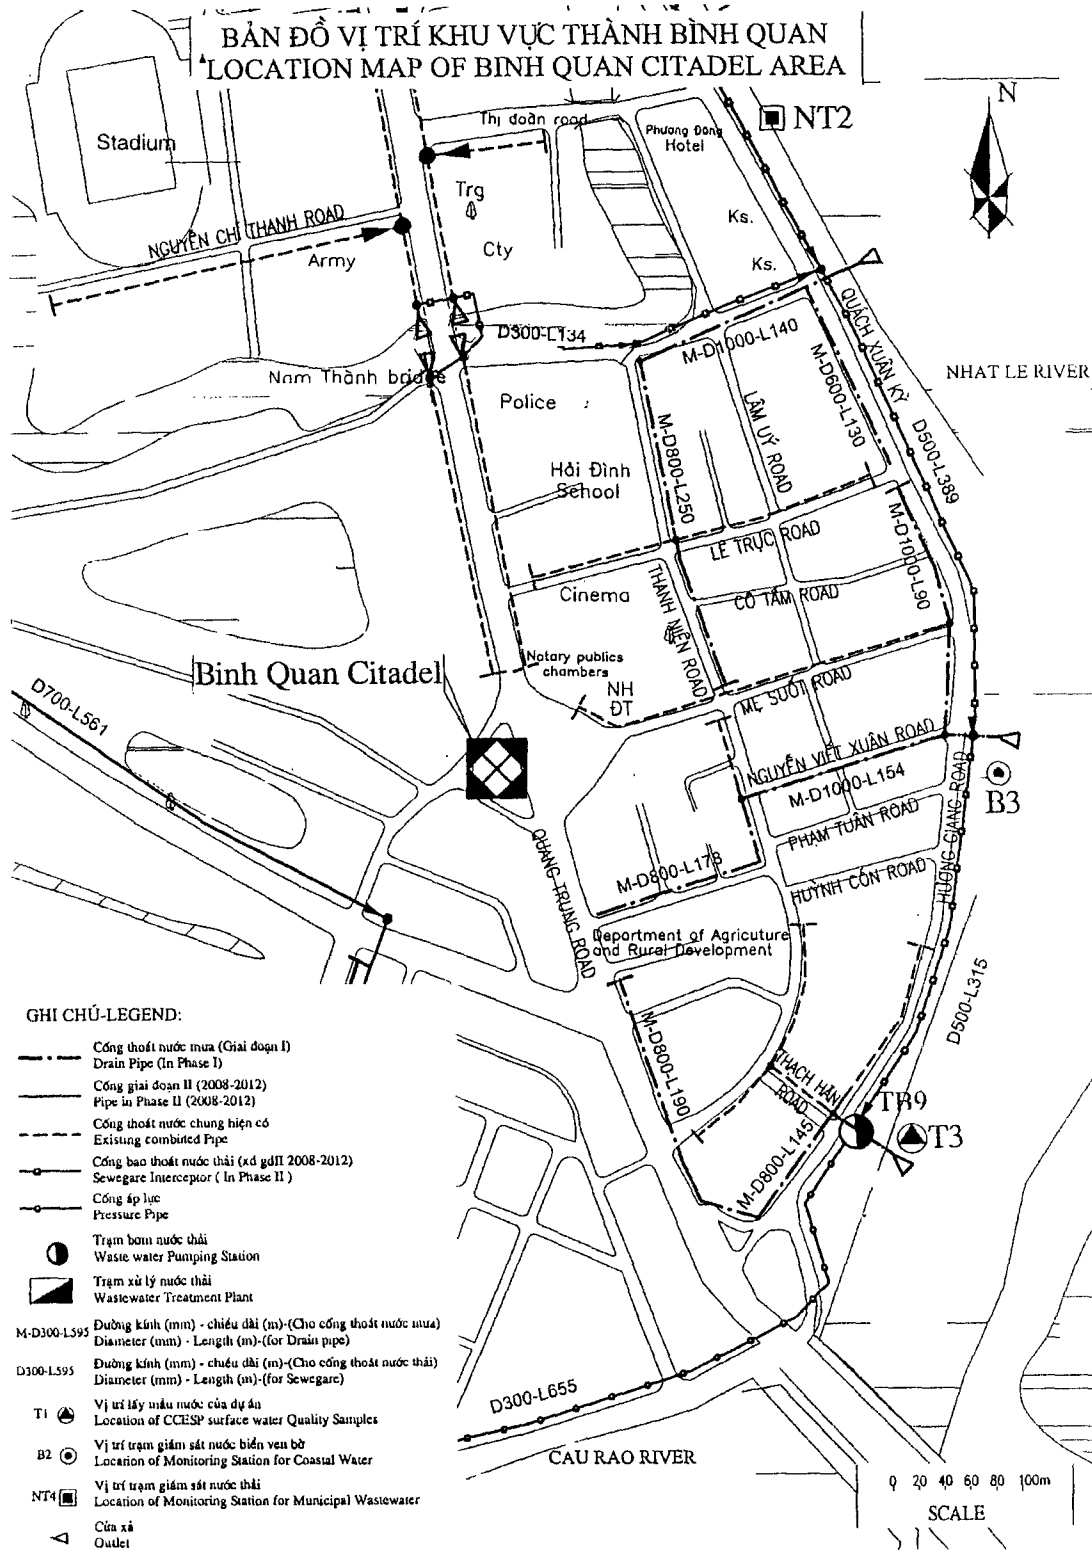 BẢN ĐỒ VỊ TRÍ KHU VỰC THÀNH BÌNH QUAN
LOCATION MAP OF BINH QUAN CITADEL AREA
N
NT2
Thị đoàn road
Phương Đông
Hotel
Stadium
Trg
Ks.
NGUYỄN CHÍ THANH ROAD
Army
Cty
Ks.
QUÁCH XUÂN KỲ
D300-L134
M-D1000-L140
M-D600-L130
NHAT LE RIVER
Nam Thành bridge
Police
LÂM UÝ ROAD
M-D800-L250
D500-L389
Hải Đình
School
LÊ TRỰC ROAD
M-D1000-L90
Cinema
THANH NIÊN ROAD
CÔ TÁM ROAD
Notary publics
chambers
Binh Quan Citadel
NH
ĐT
MẸ SUỐT ROAD
D700-L561
NGUYỄN VIẾT XUÂN ROAD
M-D1000-L154
B3
PHẠM TUÂN ROAD
HƯƠNG GIANG ROAD
QUANG TRUNG ROAD
M-D800-L178
HUỲNH CÔN ROAD
Department of Agricuture
and Rural Development
D500-L315
M-D800-L190
THẠCH HÃN
ROAD
TB9
T3
M-D800-L145
D300-L655
CAU RAO RIVER
0 20 40 60 80 100m
SCALE
GHI CHÚ-LEGEND:
Cống thoát nước mưa (Giai đoạn I)
Drain Pipe (In Phase I)
Cống giai đoạn II (2008-2012)
Pipe in Phase II (2008-2012)
Cống thoát nước chung hiện có
Existing combined Pipe
Cống bao thoát nước thải (xd gdII 2008-2012)
Sewegare Interceptor ( In Phase II )
Cống áp lực
Pressure Pipe
Trạm bơm nước thải
Waste water Pumping Station
Trạm xử lý nước thải
Wastewater Treatment Plant
M-D300-L595 Đường kính (mm) - chiều dài (m)-(Cho cống thoát nước mưa)
Diameter (mm) - Length (m)-(for Drain pipe)
D300-L595 Đường kính (mm) - chiều dài (m)-(Cho cống thoát nước thải)
Diameter (mm) - Length (m)-(for Sewegare)
T1 Vị trí lấy mẫu nước của dự án
Location of CCESP surface water Quality Samples
B2 Vị trí trạm giám sát nước biển ven bờ
Location of Monitoring Station for Coastal Water
NT4 Vị trí trạm giám sát nước thải
Location of Monitoring Station for Municipal Wastewater
Cửa xả
Outlet